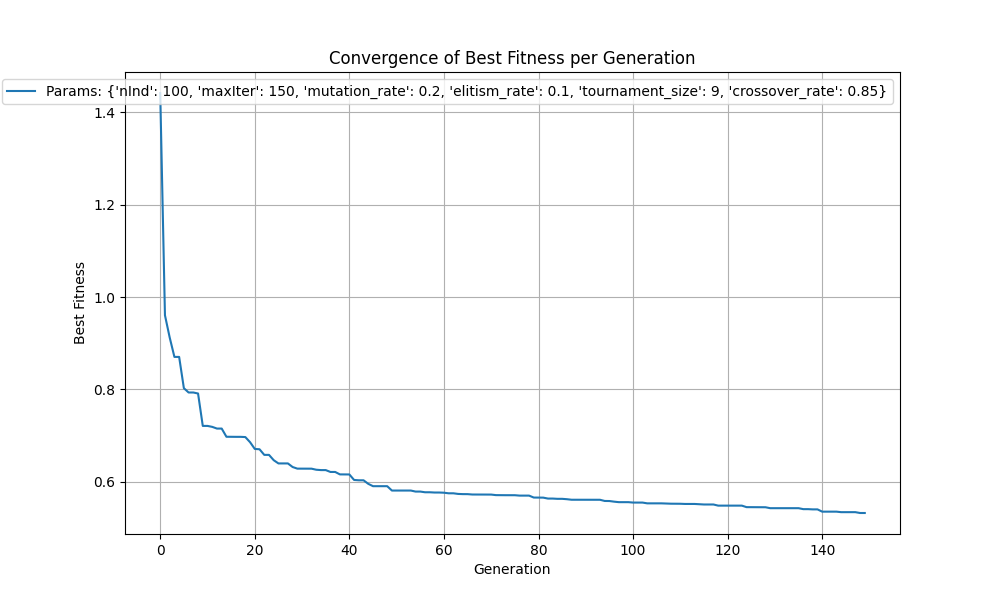 Convergence of Best Fitness per Generation
Params: {'nInd': 100, 'maxIter': 150, 'mutation_rate': 0.2, 'elitism_rate': 0.1, 'tournament_size': 9, 'crossover_rate': 0.85}
1.4
1.2
1.0
0.8
0.6
Best Fitness
0 20 40 60 80 100 120 140
Generation